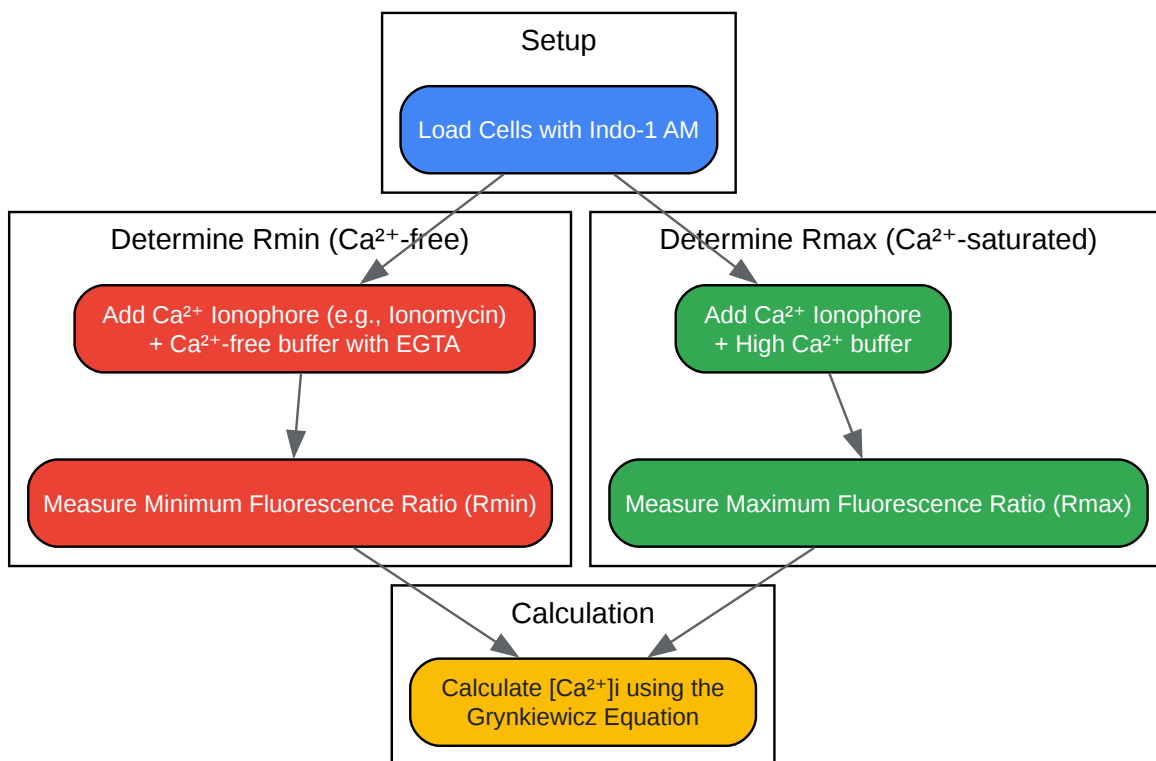 Setup
Load Cells with Indo-1 AM
Determine Rmin (Ca²⁺-free)
Add Ca²⁺ Ionophore (e.g., Ionomycin)
+ Ca²⁺-free buffer with EGTA
Measure Minimum Fluorescence Ratio (Rmin)
Determine Rmax (Ca²⁺-saturated)
Add Ca²⁺ Ionophore
+ High Ca²⁺ buffer
Measure Maximum Fluorescence Ratio (Rmax)
Calculation
Calculate [Ca²⁺]i using the
Grynkiewicz Equation